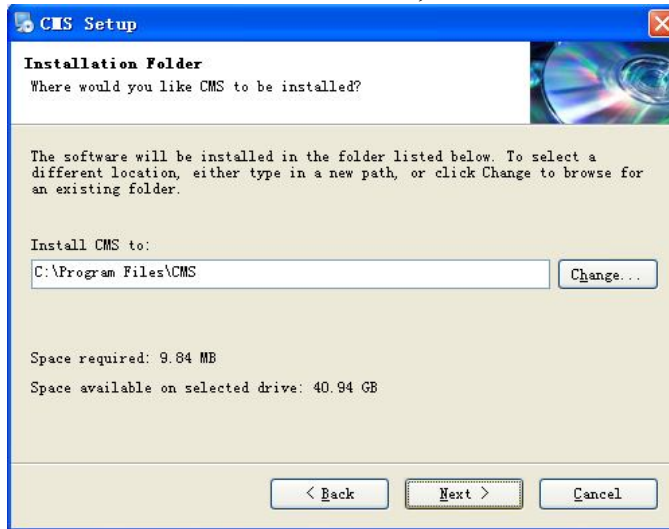 CMS Setup
Installation Folder
Where would you like CMS to be installed?
The software will be installed in the folder listed below. To select a
different location, either type in a new path, or click Change to browse for
an existing folder.
Install CMS to:
C:\Program Files\CMS
Change...
Space required: 9.84 MB
Space available on selected drive: 40.94 GB
< Back
Next >
Cancel